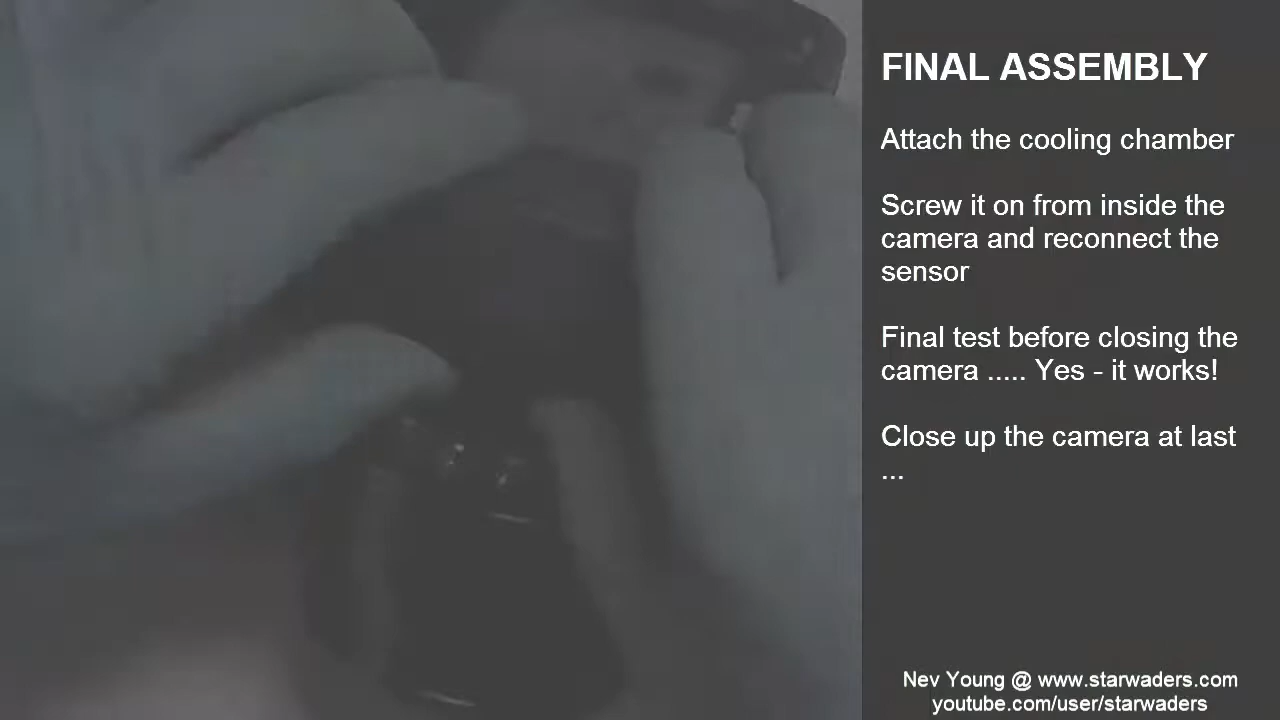 FINAL ASSEMBLY
Attach the cooling chamber
Screw it on from inside the
camera and reconnect the
sensor
Final test before closing the
camera ..... Yes - it works!
Close up the camera at last
...
Nev Young @ www.starwaders.com
youtube.com/user/starwaders